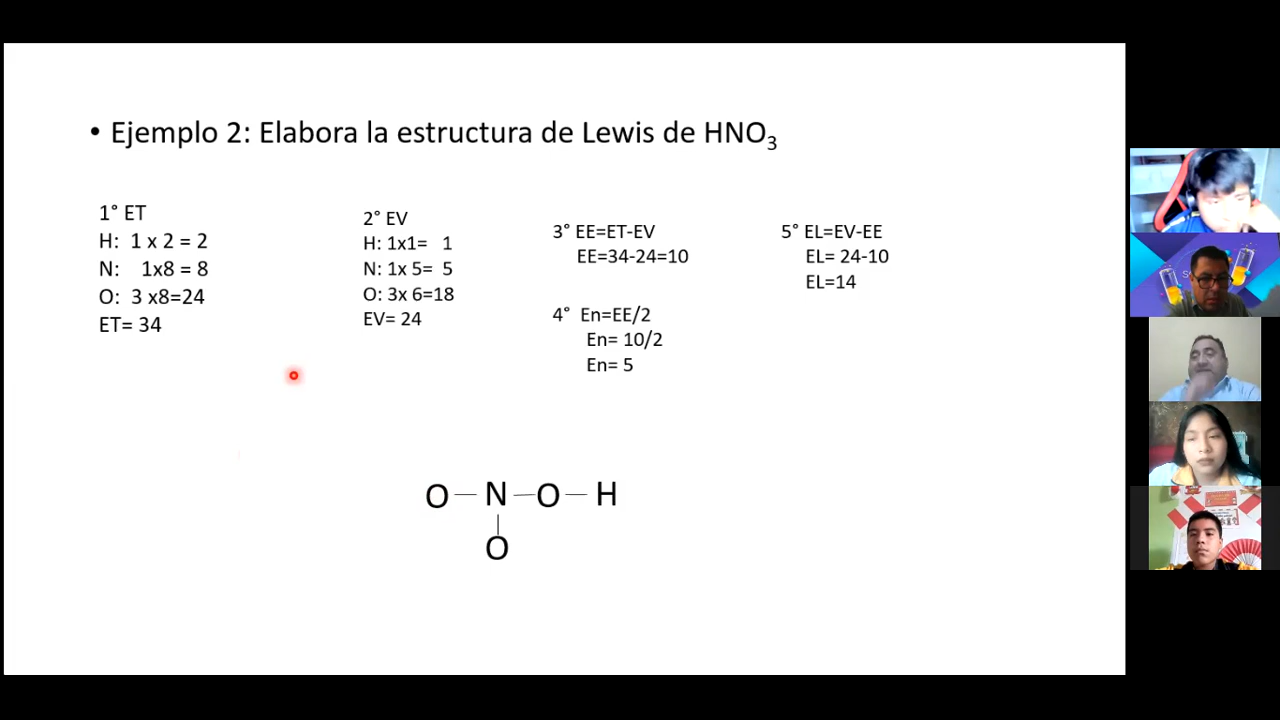 • Ejemplo 2: Elabora la estructura de Lewis de HNO₃
1° ET
H: 1 x 2 = 2
N: 1x8 = 8
O: 3 x8=24
ET= 34
2° EV
H: 1x1= 1
N: 1x 5= 5
O: 3x 6=18
EV= 24
3° EE=ET-EV
EE=34-24=10
4° En=EE/2
En= 10/2
En= 5
5° EL=EV-EE
EL= 24-10
EL=14
O — N — O — H
|
O